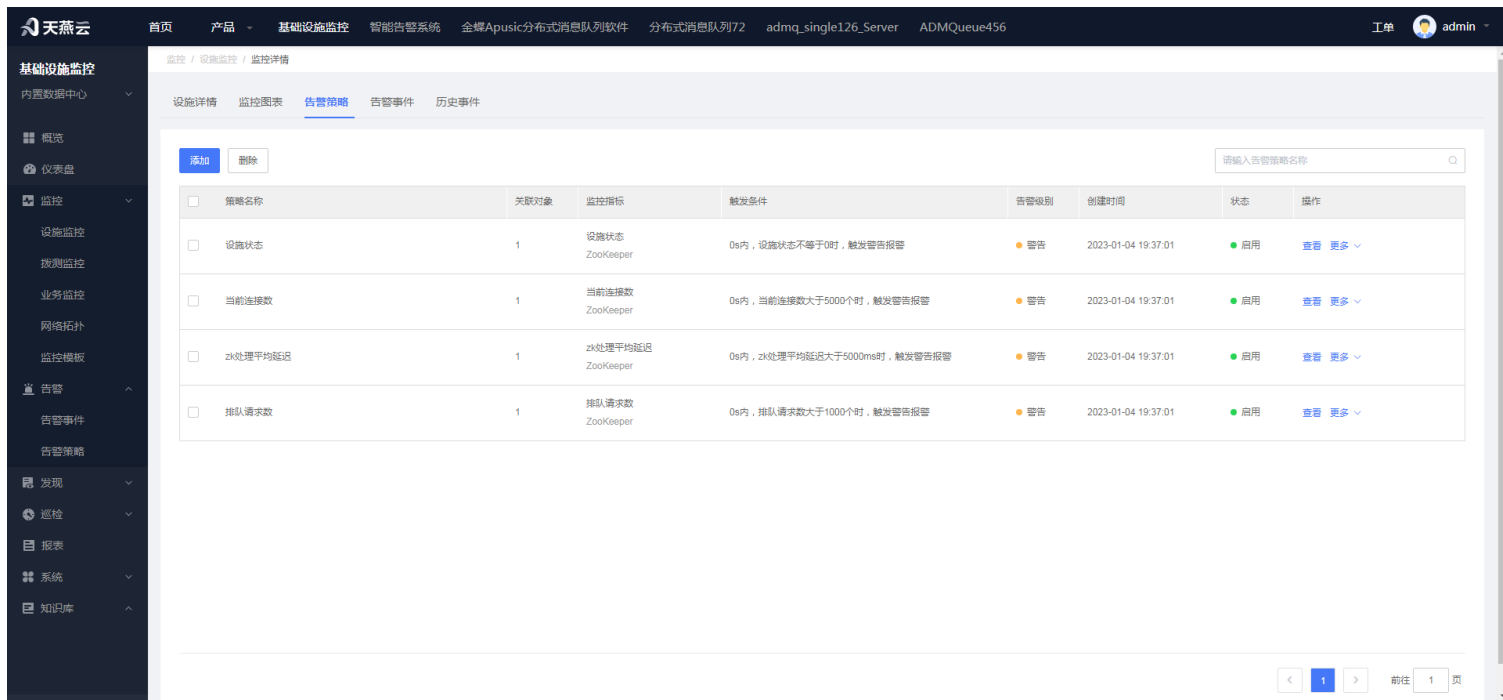 天燕云
首页 产品 基础设施监控 智能告警系统 金蝶Apusic分布式消息队列软件 分布式消息队列72 admq_single126_Server ADMQueue456 工单 admin
基础设施监控
内置数据中心
概览
仪表盘
监控
设施监控
拨测监控
业务监控
网络拓扑
监控模板
告警
告警事件
告警策略
发现
巡检
报表
系统
知识库
监控 / 设施监控 / 监控详情
设施详情 监控图表 告警策略 告警事件 历史事件
添加 删除 请输入告警策略名称
策略名称 关联对象 监控指标 触发条件 告警级别 创建时间 状态 操作
设施状态 1 设施状态 0s内，设施状态不等于0时，触发警告报警 警告 2023-01-04 19:37:01 启用 查看 更多
ZooKeeper
当前连接数 1 当前连接数 0s内，当前连接数大于5000个时，触发警告报警 警告 2023-01-04 19:37:01 启用 查看 更多
ZooKeeper
zk处理平均延迟 1 zk处理平均延迟 0s内，zk处理平均延迟大于5000ms时，触发警告报警 警告 2023-01-04 19:37:01 启用 查看 更多
ZooKeeper
排队请求数 1 排队请求数 0s内，排队请求数大于1000个时，触发警告报警 警告 2023-01-04 19:37:01 启用 查看 更多
ZooKeeper
1 前往 1 页